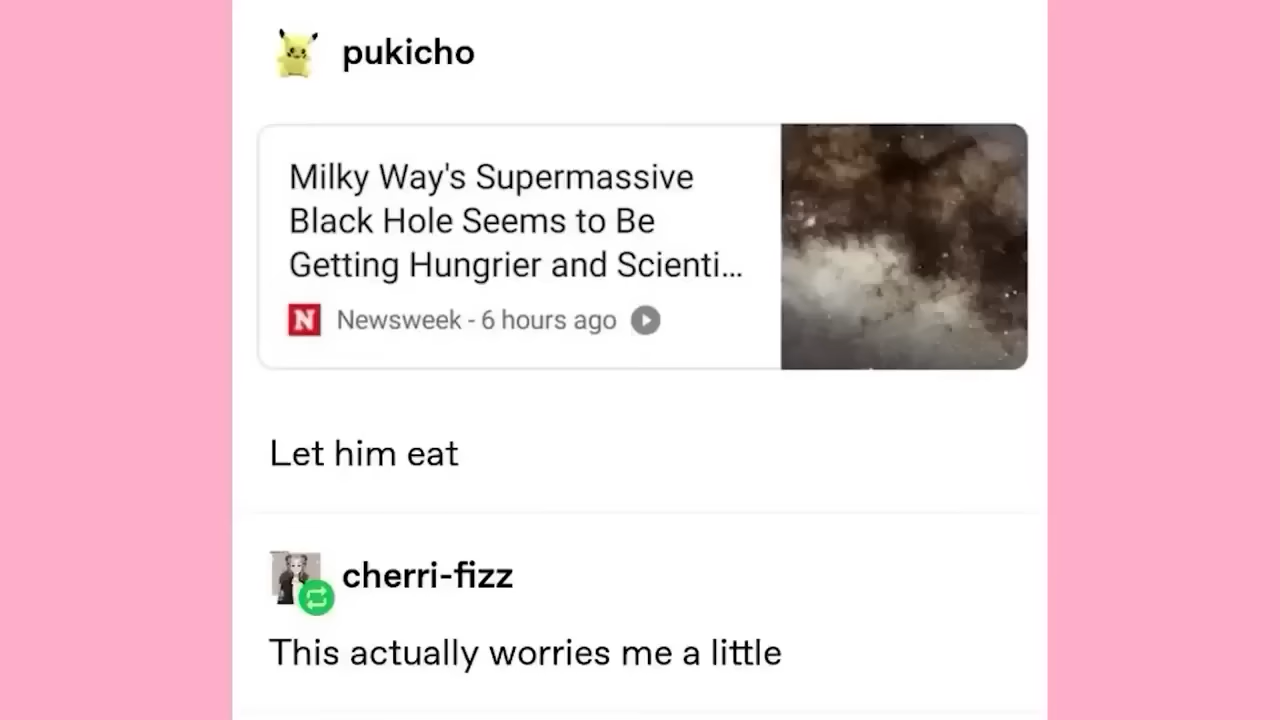 pukicho
Milky Way's Supermassive
Black Hole Seems to Be
Getting Hungrier and Scienti...
N Newsweek - 6 hours ago
Let him eat
cherri-fizz
This actually worries me a little